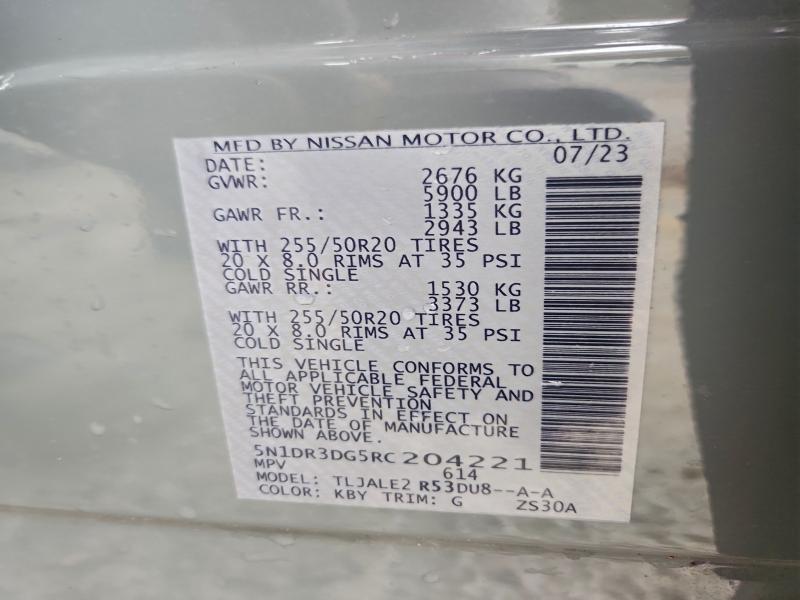 MFD BY NISSAN MOTOR CO., LTD.
DATE: 07/23
GVWR: 2676 KG
5900 LB
GAWR FR.: 1335 KG
2943 LB
WITH 255/50R20 TIRES
20 X 8.0 RIMS AT 35 PSI
COLD SINGLE
GAWR RR.: 1530 KG
3373 LB
WITH 255/50R20 TIRES
20 X 8.0 RIMS AT 35 PSI
COLD SINGLE
THIS VEHICLE CONFORMS TO
ALL APPLICABLE FEDERAL
MOTOR VEHICLE SAFETY AND
THEFT PREVENTION
STANDARDS IN EFFECT ON
THE DATE OF MANUFACTURE
SHOWN ABOVE.
5N1DR3DG5RC204221
MPV 614
MODEL: TLJALE2 R53DU8--A-A
COLOR: KBY TRIM: G ZS30A